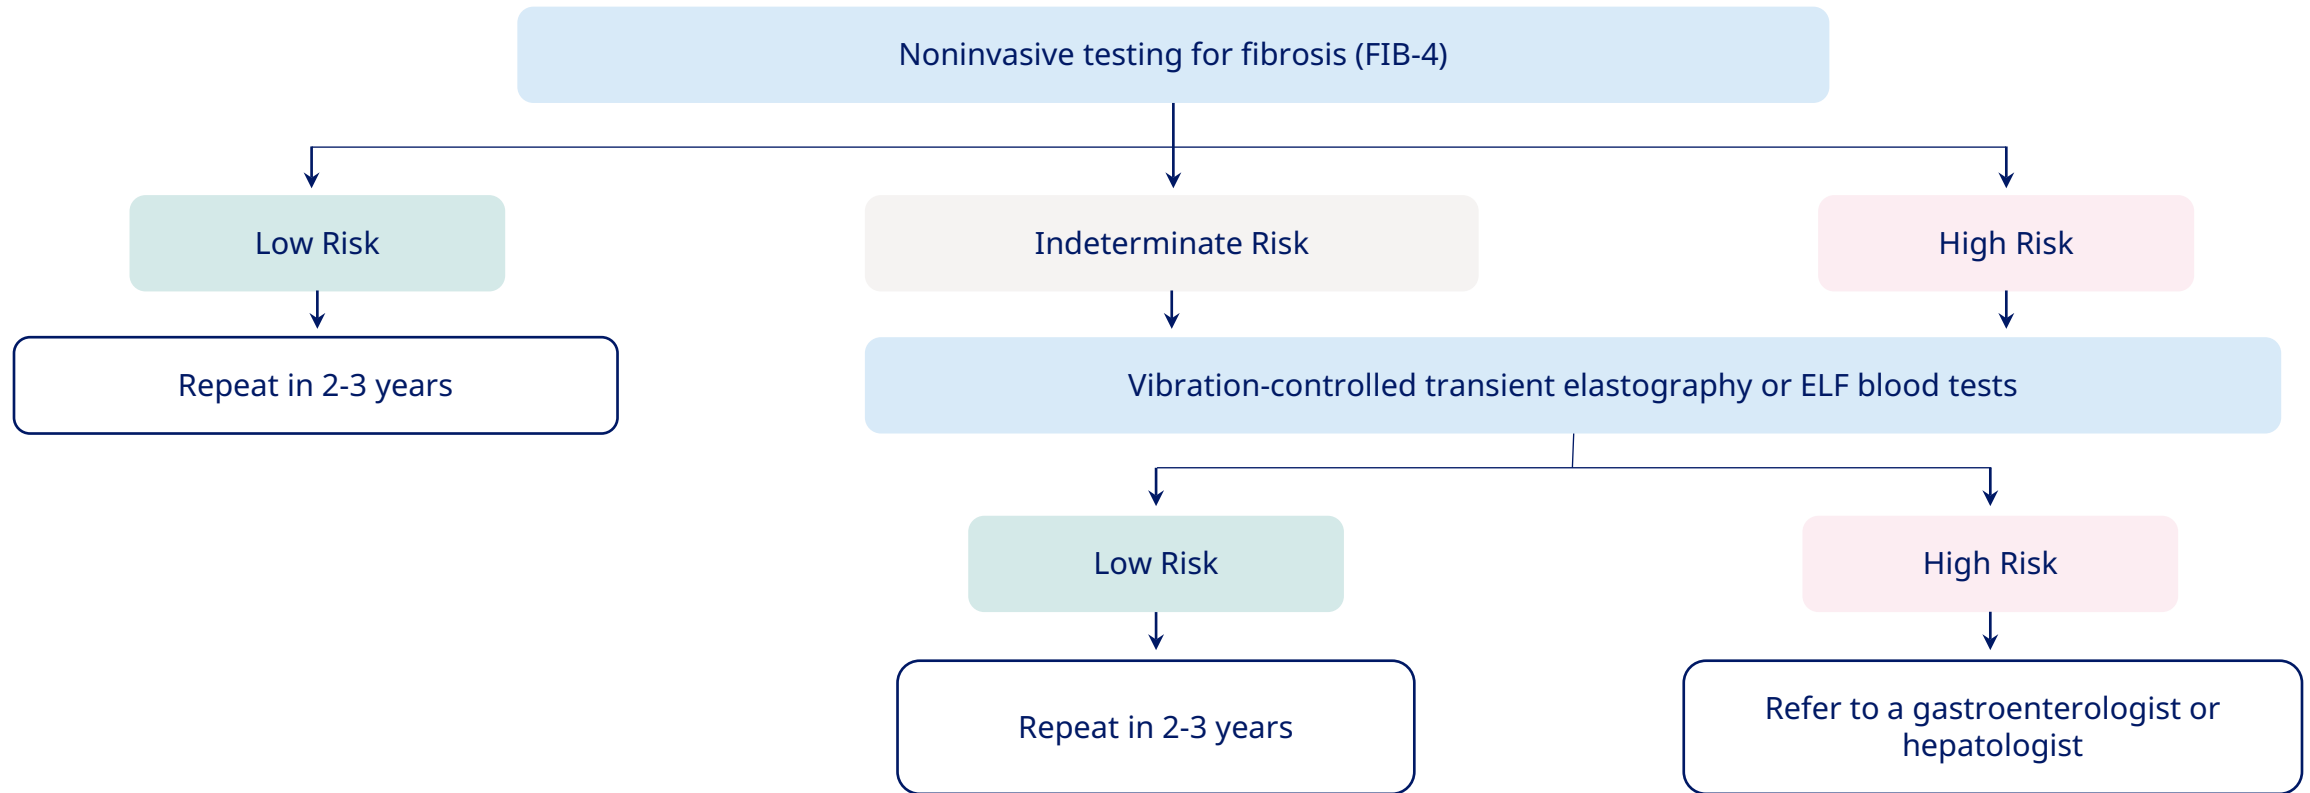 Noninvasive testing for fibrosis (FIB-4)
Low Risk
Indeterminate Risk
High Risk
Repeat in 2-3 years
Vibration-controlled transient elastography or ELF blood tests
Low Risk
High Risk
Repeat in 2-3 years
Refer to a gastroenterologist or
hepatologist